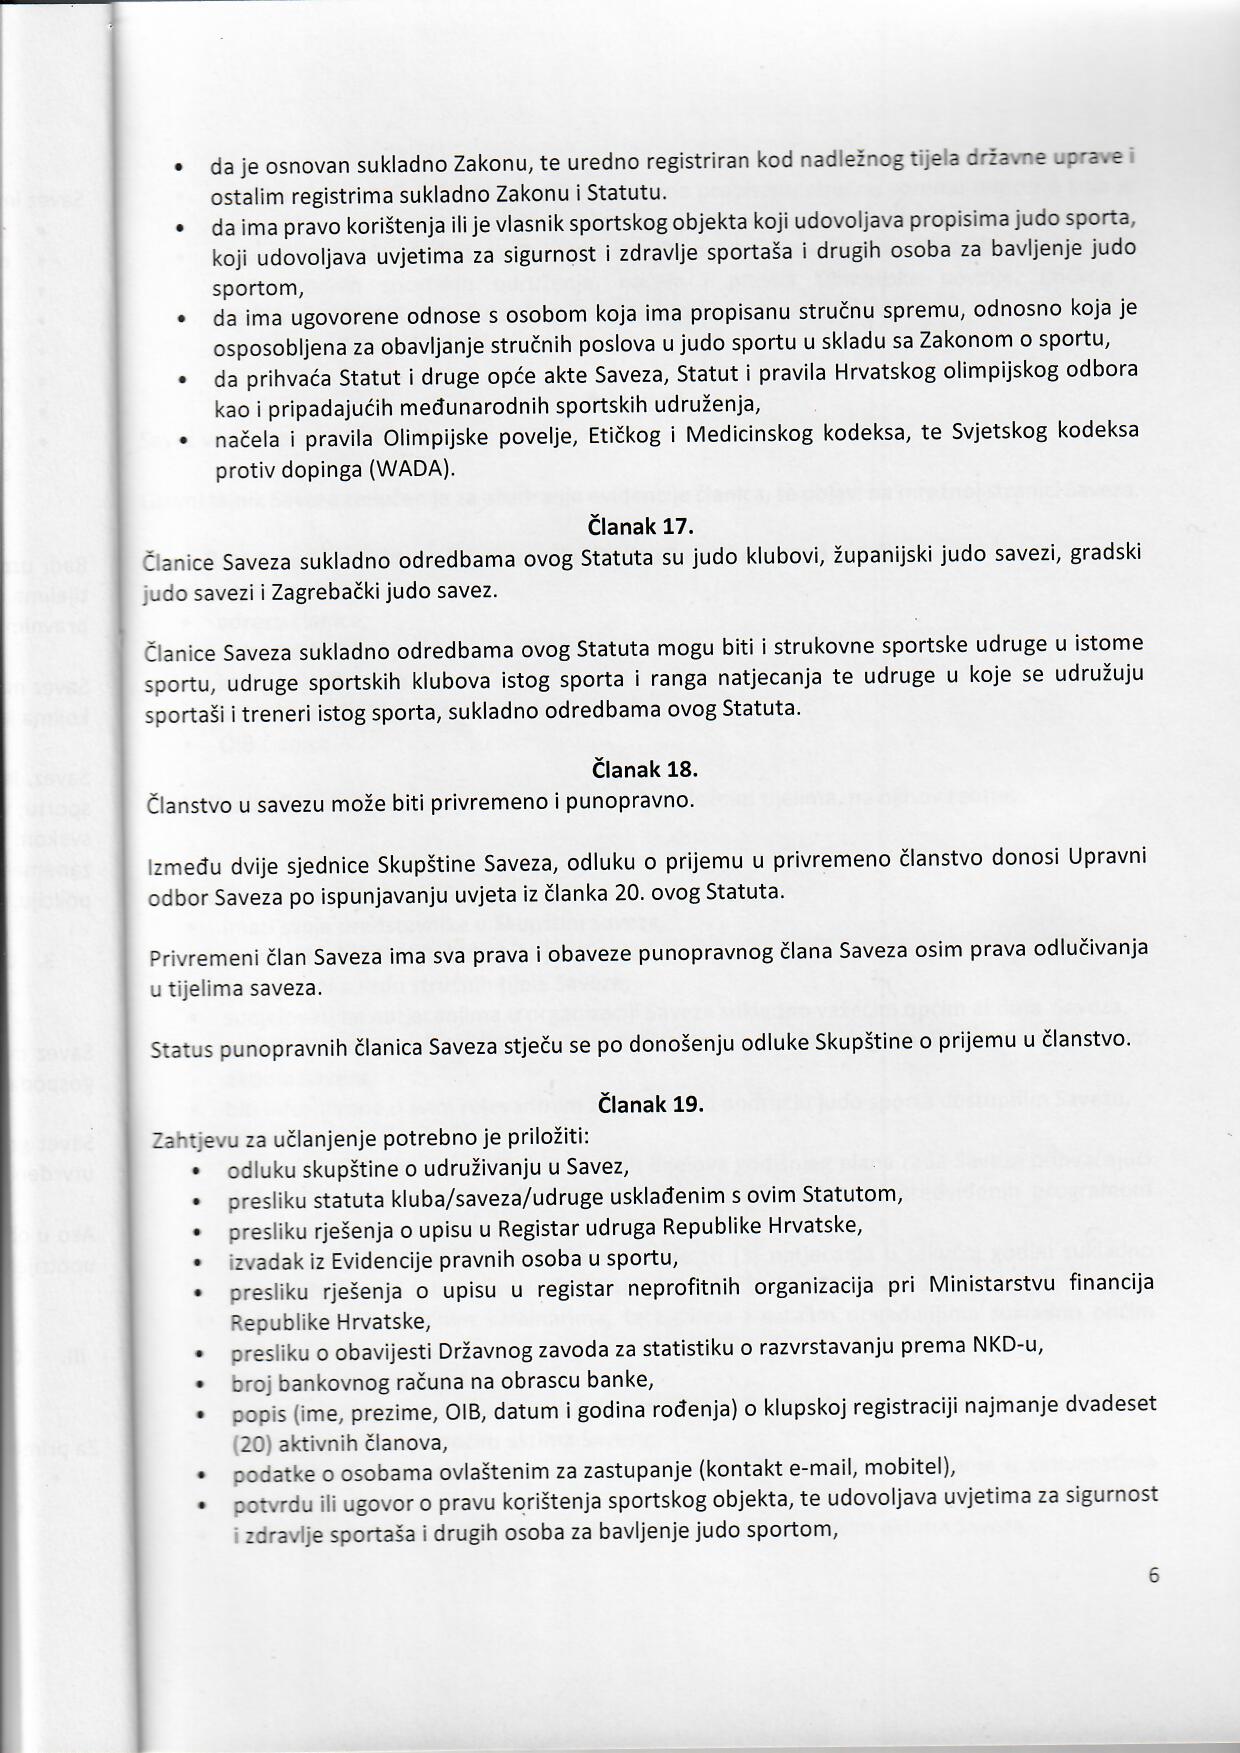 • da je osnovan sukladno Zakonu, te uredno registriran kod nadležnog tijela državne uprave i
ostalim registrima sukladno Zakonu i Statutu.
• da ima pravo korištenja ili je vlasnik sportskog objekta koji udovoljava propisima judo sporta,
koji udovoljava uvjetima za sigurnost i zdravlje sportaša i drugih osoba za bavljenje judo
sportom,
• da ima ugovorene odnose s osobom koja ima propisanu stručnu spremu, odnosno koja je
osposobljena za obavljanje stručnih poslova u judo sportu u skladu sa Zakonom o sportu,
• da prihvaća Statut i druge opće akte Saveza, Statut i pravila Hrvatskog olimpijskog odbora
kao i pripadajućih međunarodnih sportskih udruženja,
• načela i pravila Olimpijske povelje, Etičkog i Medicinskog kodeksa, te Svjetskog kodeksa
protiv dopinga (WADA).
Članak 17.
Članice Saveza sukladno odredbama ovog Statuta su judo klubovi, županijski judo savezi, gradski
judo savezi i Zagrebački judo savez.
Članice Saveza sukladno odredbama ovog Statuta mogu biti i strukovne sportske udruge u istome
sportu, udruge sportskih klubova istog sporta i ranga natjecanja te udruge u koje se udružuju
sportaši i treneri istog sporta, sukladno odredbama ovog Statuta.
Članak 18.
Članstvo u savezu može biti privremeno i punopravno.
Između dvije sjednice Skupštine Saveza, odluku o prijemu u privremeno članstvo donosi Upravni
odbor Saveza po ispunjavanju uvjeta iz članka 20. ovog Statuta.
Privremeni član Saveza ima sva prava i obaveze punopravnog člana Saveza osim prava odlučivanja
u tijelima saveza.
Status punopravnih članica Saveza stječu se po donošenju odluke Skupštine o prijemu u članstvo.
Članak 19.
Zahtjevu za učlanjenje potrebno je priložiti:
• odluku skupštine o udruživanju u Savez,
• presliku statuta kluba/saveza/udruge usklađenim s ovim Statutom,
• presliku rješenja o upisu u Registar udruga Republike Hrvatske,
• izvadak iz Evidencije pravnih osoba u sportu,
• presliku rješenja o upisu u registar neprofitnih organizacija pri Ministarstvu financija
Republike Hrvatske,
• presliku o obavijesti Državnog zavoda za statistiku o razvrstavanju prema NKD-u,
• broj bankovnog računa na obrascu banke,
• popis (ime, prezime, OIB, datum i godina rođenja) o klupskoj registraciji najmanje dvadeset
(20) aktivnih članova,
• podatke o osobama ovlaštenim za zastupanje (kontakt e-mail, mobitel),
• potvrdu ili ugovor o pravu korištenja sportskog objekta, te udovoljava uvjetima za sigurnost
i zdravlje sportaša i drugih osoba za bavljenje judo sportom,
6